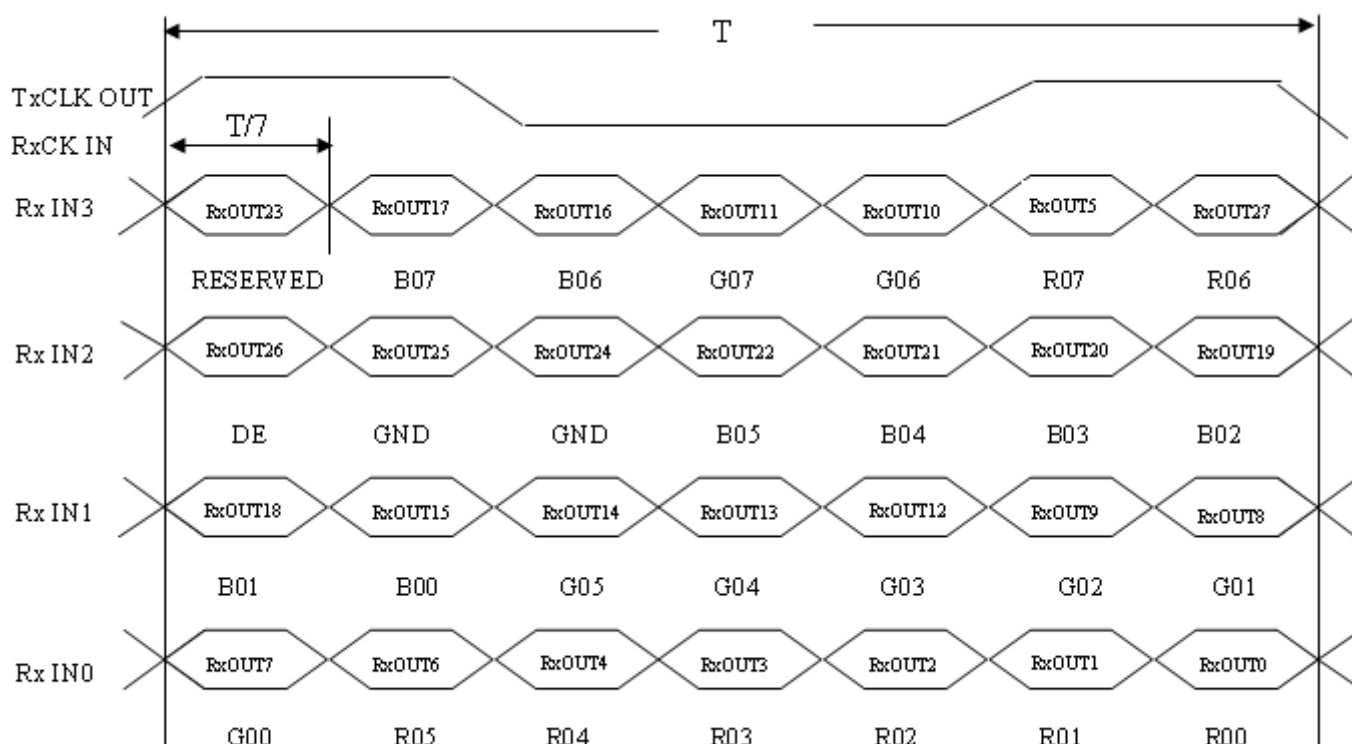 T
TxCLK OUT
T/7
RxCK IN
Rx IN3 RxOUT23 RxOUT17 RxOUT16 RxOUT11 RxOUT10 RxOUT5 RxOUT27
RESERVED B07 B06 G07 G06 R07 R06
Rx IN2 RxOUT26 RxOUT25 RxOUT24 RxOUT22 RxOUT21 RxOUT20 RxOUT19
DE GND GND B05 B04 B03 B02
Rx IN1 RxOUT18 RxOUT15 RxOUT14 RxOUT13 RxOUT12 RxOUT9 RxOUT8
B01 B00 G05 G04 G03 G02 G01
Rx IN0 RxOUT7 RxOUT6 RxOUT4 RxOUT3 RxOUT2 RxOUT1 RxOUT0
G00 R05 R04 R03 R02 R01 R00